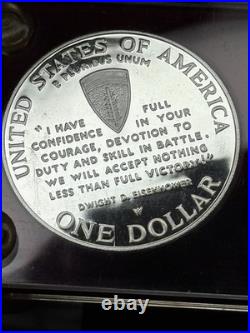 UNITED STATES OF AMERICA
E PLURIBUS UNUM
" I HAVE FULL
CONFIDENCE IN YOUR
COURAGE, DEVOTION TO
DUTY AND SKILL IN BATTLE.
WE WILL ACCEPT NOTHING
LESS THAN FULL VICTORY! "
DWIGHT D. EISENHOWER
W
ONE DOLLAR